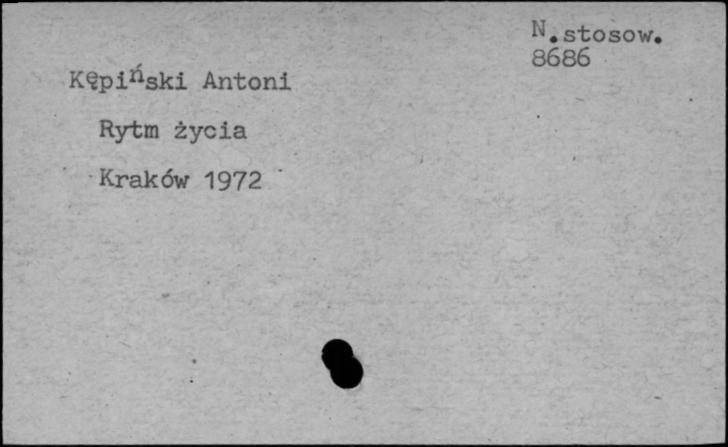 N.stosow.
8686
Kępiński Antoni
Rytm życia
Kraków 1972